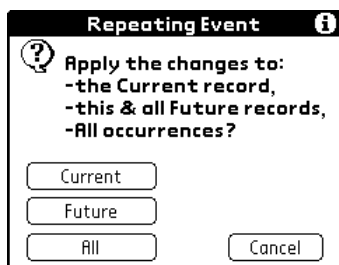 Repeating Event
Apply the changes to:
-the Current record,
-this & all Future records,
-All occurrences?
Current
Future
All
Cancel